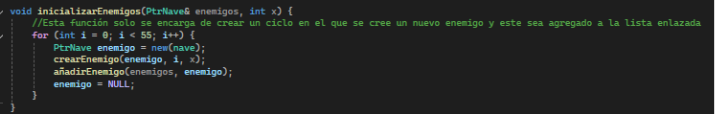 void inicializarEnemigos(PtrNave& enemigos, int x) {
//Esta función solo se encarga de crear un ciclo en el que se cree un nuevo enemigo y este sea agregado a la lista enlazada
for (int i = 0; i < 55; i++) {
PtrNave enemigo = new(nave);
crearEnemigo(enemigo, i, x);
añadirEnemigo(enemigos, enemigo);
enemigo = NULL;
}
}